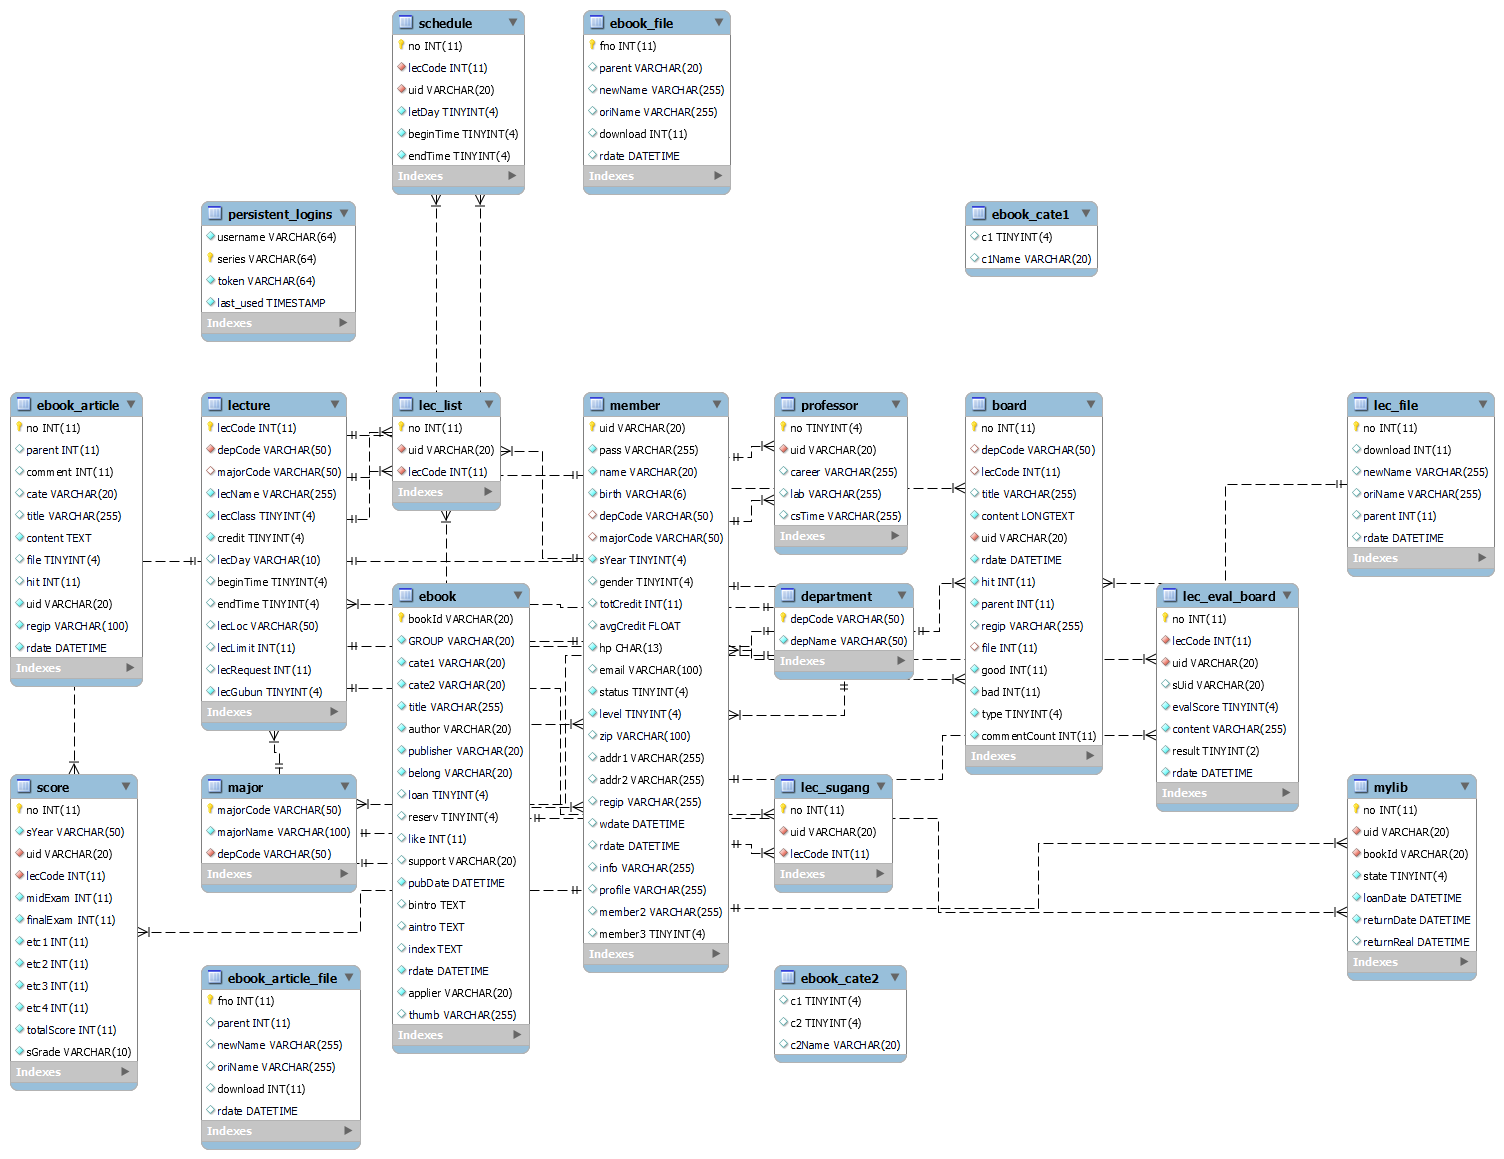 schedule
no INT(11)
lecCode INT(11)
uid VARCHAR(20)
letDay TINYINT(4)
beginTime TINYINT(4)
endTime TINYINT(4)
Indexes
ebook_file
fno INT(11)
parent VARCHAR(20)
newName VARCHAR(255)
oriName VARCHAR(255)
download INT(11)
rdate DATETIME
Indexes
persistent_logins
username VARCHAR(64)
series VARCHAR(64)
token VARCHAR(64)
last_used TIMESTAMP
Indexes
ebook_cate1
c1 TINYINT(4)
c1Name VARCHAR(20)
ebook_article
no INT(11)
parent INT(11)
comment INT(11)
cate VARCHAR(20)
title VARCHAR(255)
content TEXT
file TINYINT(4)
hit INT(11)
uid VARCHAR(20)
regip VARCHAR(100)
rdate DATETIME
Indexes
lecture
lecCode INT(11)
depCode VARCHAR(50)
majorCode VARCHAR(50)
lecName VARCHAR(255)
lecClass TINYINT(4)
credit TINYINT(4)
lecDay VARCHAR(10)
beginTime TINYINT(4)
endTime TINYINT(4)
lecLoc VARCHAR(50)
lecLimit INT(11)
lecRequest INT(11)
lecGubun TINYINT(4)
Indexes
lec_list
no INT(11)
uid VARCHAR(20)
lecCode INT(11)
Indexes
member
uid VARCHAR(20)
pass VARCHAR(255)
name VARCHAR(20)
birth VARCHAR(6)
depCode VARCHAR(50)
majorCode VARCHAR(50)
sYear TINYINT(4)
gender TINYINT(4)
totCredit INT(11)
avgCredit FLOAT
hp CHAR(13)
email VARCHAR(100)
status TINYINT(4)
level TINYINT(4)
zip VARCHAR(100)
addr1 VARCHAR(255)
addr2 VARCHAR(255)
regip VARCHAR(255)
wdate DATETIME
rdate DATETIME
info VARCHAR(255)
profile VARCHAR(255)
member2 VARCHAR(255)
member3 TINYINT(4)
Indexes
professor
no TINYINT(4)
uid VARCHAR(20)
career VARCHAR(255)
lab VARCHAR(255)
csTime VARCHAR(255)
Indexes
board
no INT(11)
depCode VARCHAR(50)
lecCode INT(11)
title VARCHAR(255)
content LONGTEXT
uid VARCHAR(20)
rdate DATETIME
hit INT(11)
parent INT(11)
regip VARCHAR(255)
file INT(11)
good INT(11)
bad INT(11)
type TINYINT(4)
commentCount INT(11)
Indexes
lec_file
no INT(11)
download INT(11)
newName VARCHAR(255)
oriName VARCHAR(255)
parent INT(11)
rdate DATETIME
Indexes
ebook
bookId VARCHAR(20)
GROUP VARCHAR(20)
cate1 VARCHAR(20)
cate2 VARCHAR(20)
title VARCHAR(255)
author VARCHAR(20)
publisher VARCHAR(20)
belong VARCHAR(20)
loan TINYINT(4)
reserv TINYINT(4)
like INT(11)
support VARCHAR(20)
pubDate DATETIME
bintro TEXT
aintro TEXT
index TEXT
rdate DATETIME
applier VARCHAR(20)
thumb VARCHAR(255)
Indexes
department
depCode VARCHAR(50)
depName VARCHAR(50)
Indexes
lec_eval_board
no INT(11)
lecCode INT(11)
uid VARCHAR(20)
sUid VARCHAR(20)
evalScore TINYINT(4)
content VARCHAR(255)
result TINYINT(2)
rdate DATETIME
Indexes
score
no INT(11)
sYear VARCHAR(50)
uid VARCHAR(20)
lecCode INT(11)
midExam INT(11)
finalExam INT(11)
etc1 INT(11)
etc2 INT(11)
etc3 INT(11)
etc4 INT(11)
totalScore INT(11)
sGrade VARCHAR(10)
Indexes
major
majorCode VARCHAR(50)
majorName VARCHAR(100)
depCode VARCHAR(50)
Indexes
lec_sugang
no INT(11)
uid VARCHAR(20)
lecCode INT(11)
Indexes
mylib
no INT(11)
uid VARCHAR(20)
bookId VARCHAR(20)
state TINYINT(4)
loanDate DATETIME
returnDate DATETIME
returnReal DATETIME
Indexes
ebook_article_file
fno INT(11)
parent INT(11)
newName VARCHAR(255)
oriName VARCHAR(255)
download INT(11)
rdate DATETIME
Indexes
ebook_cate2
c1 TINYINT(4)
c2 TINYINT(4)
c2Name VARCHAR(20)